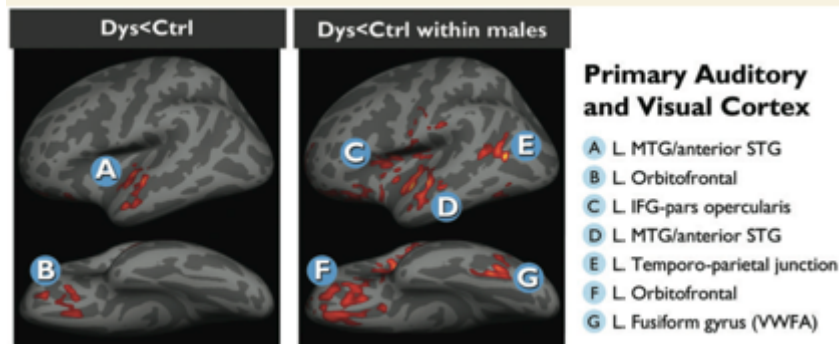 Dys<Ctrl
Dys<Ctrl within males
A
B
C
D
E
F
G
Primary Auditory
and Visual Cortex
A L. MTG/anterior STG
B L. Orbitofrontal
C L. IFG-pars opercularis
D L. MTG/anterior STG
E L. Temporo-parietal junction
F L. Orbitofrontal
G L. Fusiform gyrus (VWFA)